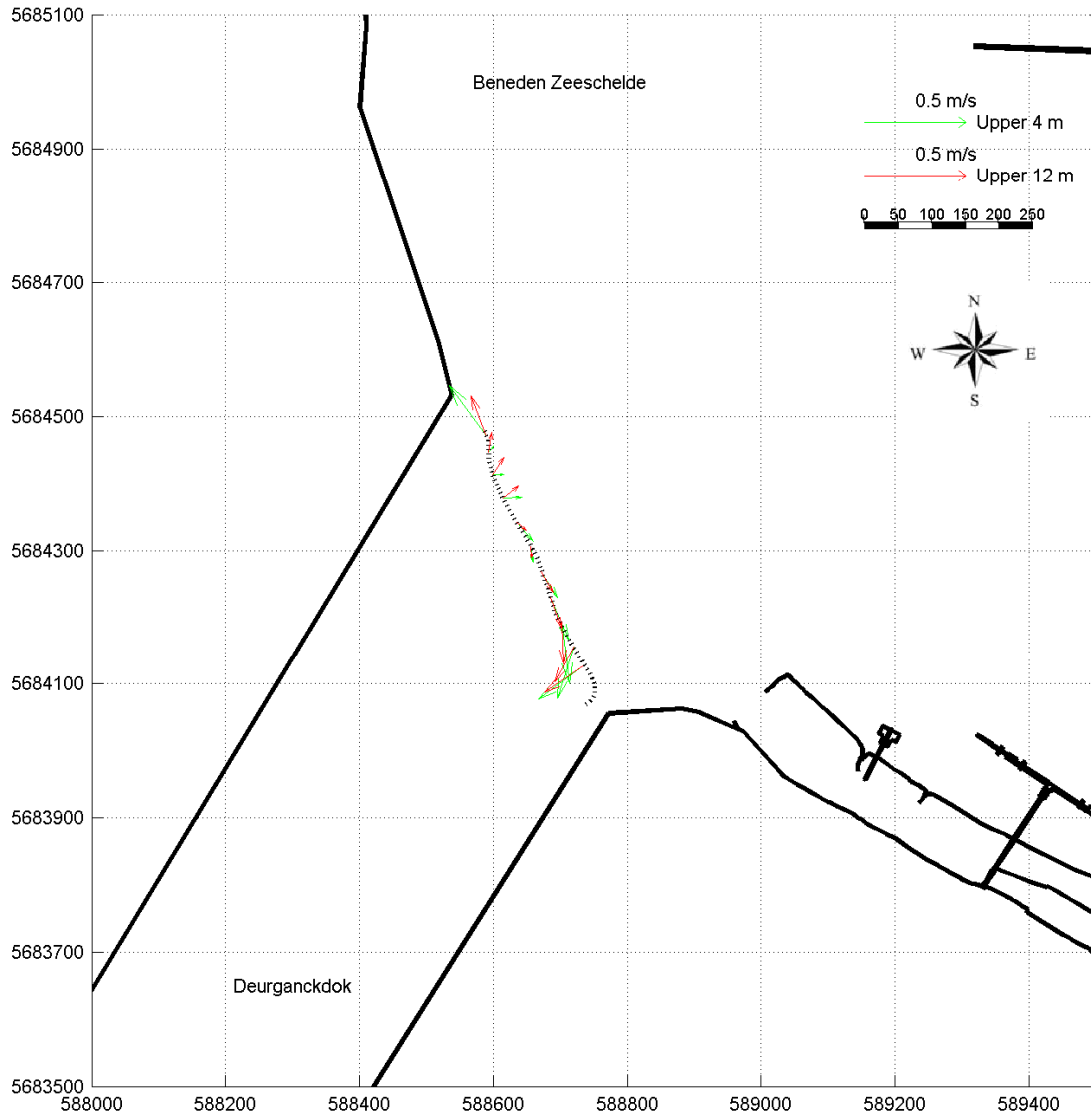 5685100
5684900
5684700
5684500
5684300
5684100
5683900
5683700
5683500
588000 588200 588400 588600 588800 589000 589200 589400
Beneden Zeeschelde
0.5 m/s
Upper 4 m
0.5 m/s
Upper 12 m
0 50 100 150 200 250
N
W E
S
Deurganckdok